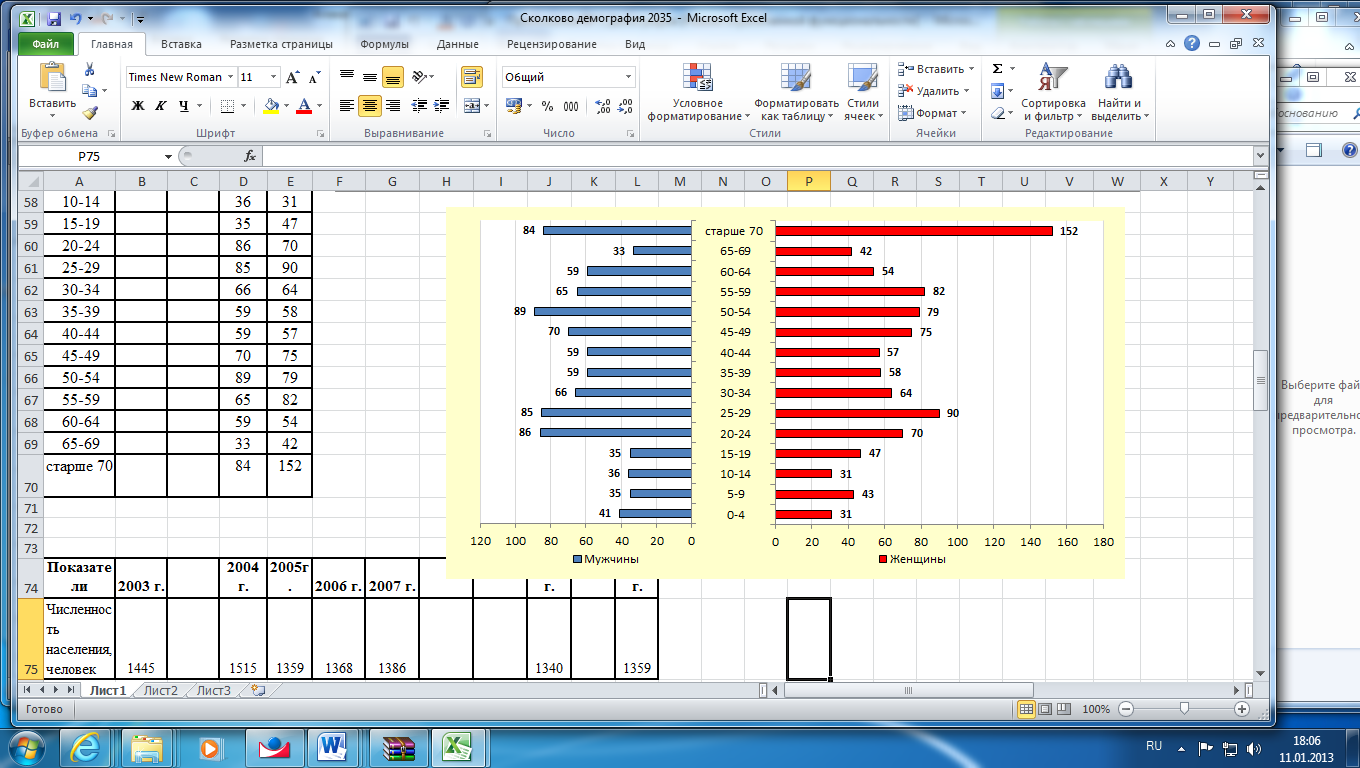 Сколково демография 2035 - Microsoft Excel
Файл Главная Вставка Разметка страницы Формулы Данные Рецензирование Вид
Вставить
Буфер обмена
Times New Roman 11
Ж К Ч
Шрифт
Выравнивание
Общий
% 000
Число
Условное форматирование
Форматировать как таблицу
Стили ячеек
Стили
Вставить
Удалить
Формат
Ячейки
Сортировка и фильтр
Найти и выделить
Редактирование
основанию
P75 fx
A B C D E F G H I J K L M N O P Q R S T U V W X Y
58 10-14 36 31
59 15-19 35 47
60 20-24 86 70
61 25-29 85 90
62 30-34 66 64
63 35-39 59 58
64 40-44 59 57
65 45-49 70 75
66 50-54 89 79
67 55-59 65 82
68 60-64 59 54
69 65-69 33 42
70 старше 70 84 152
71
72
73
84 старше 70 152
33 65-69 42
59 60-64 54
65 55-59 82
89 50-54 79
70 45-49 75
59 40-44 57
59 35-39 58
66 30-34 64
85 25-29 90
86 20-24 70
35 15-19 47
36 10-14 31
35 5-9 43
41 0-4 31
120 100 80 60 40 20 0 0 20 40 60 80 100 120 140 160 180
Мужчины Женщины
74 Показате
ли 2003 г. 2004
г. 2005г
. 2006 г. 2007 г. г. г.
75 Численнос
ть
населения,
человек 1445 1515 1359 1368 1386 1340 1359
Выберите фай
для
предварительно
просмотра.
Лист1 Лист2 Лист3
Готово 100%
RU
18:06
11.01.2013